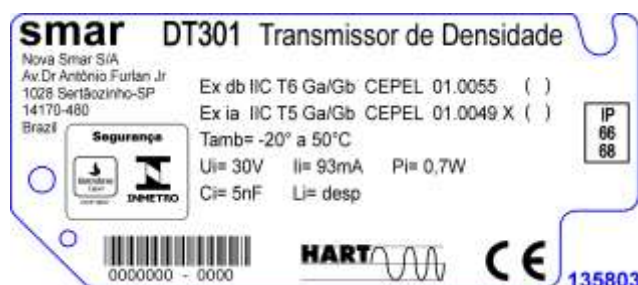 smar DT301 Transmissor de Densidade
Nova Smar S/A
Av.Dr Antônio Furlan Jr
1028 Sertãozinho-SP
14170-480
Brazil
Ex db IIC T6 Ga/Gb CEPEL 01.0055 ( )
Ex ia IIC T5 Ga/Gb CEPEL 01.0049 X ( )
Tamb= -20° a 50°C
Ui= 30V Ii= 93mA Pi= 0,7W
Ci= 5nF Li= desp
IP
66
68
Segurança
INMETRO
0000000 - 0000
HART
CE
135803